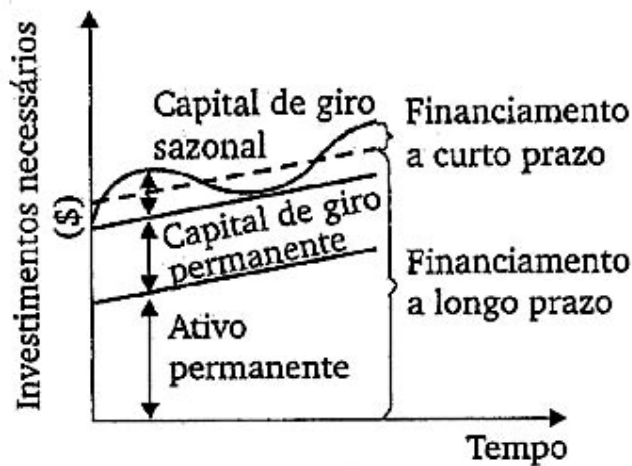 Investimentos necessários
($)
Capital de giro
sazonal
Financiamento
a curto prazo
Capital de giro
permanente
Financiamento
a longo prazo
Ativo
permanente
Tempo